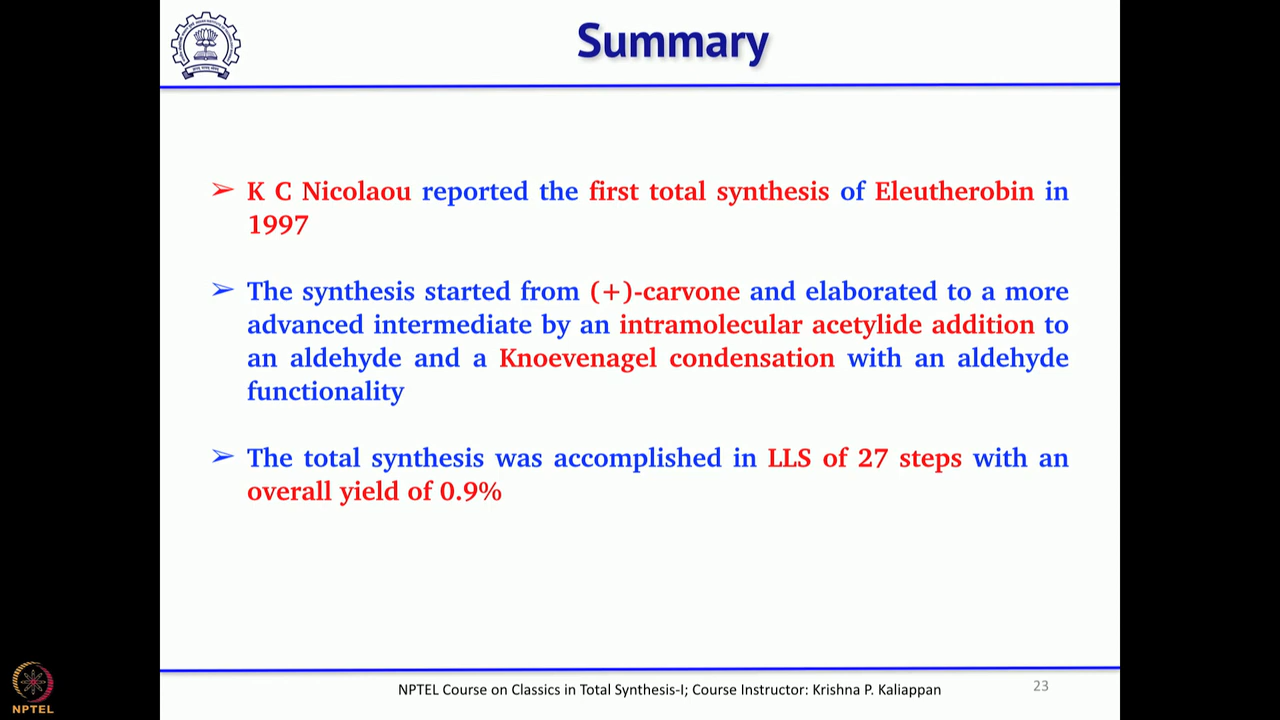 Summary
➢ K C Nicolaou reported the first total synthesis of Eleutherobin in
1997
➢ The synthesis started from (+)-carvone and elaborated to a more
advanced intermediate by an intramolecular acetylide addition to
an aldehyde and a Knoevenagel condensation with an aldehyde
functionality
➢ The total synthesis was accomplished in LLS of 27 steps with an
overall yield of 0.9%
NPTEL Course on Classics in Total Synthesis-I; Course Instructor: Krishna P. Kaliappan
23
NPTEL